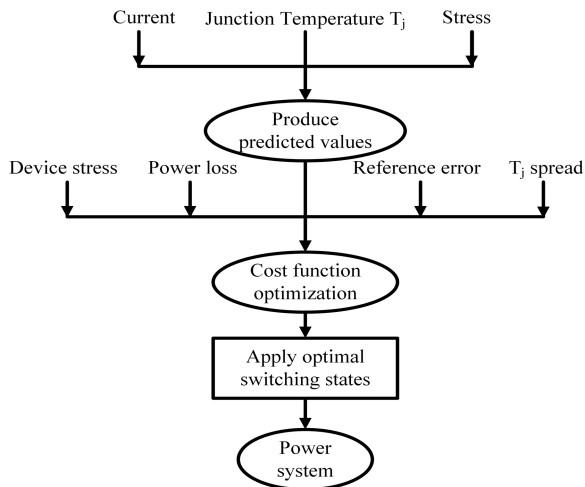 Current
Junction Temperature Tj
Stress
Produce
predicted values
Device stress
Power loss
Reference error
Tj spread
Cost function
optimization
Apply optimal
switching states
Power
system